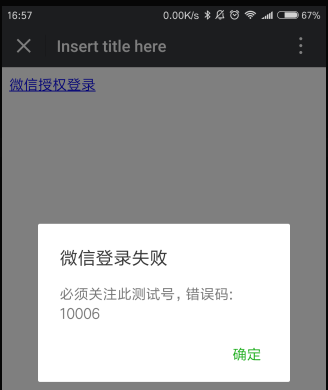 16:57 0.00K/s 67%
Insert title here
微信授权登录
微信登录失败
必须关注此测试号, 错误码:
10006
确定